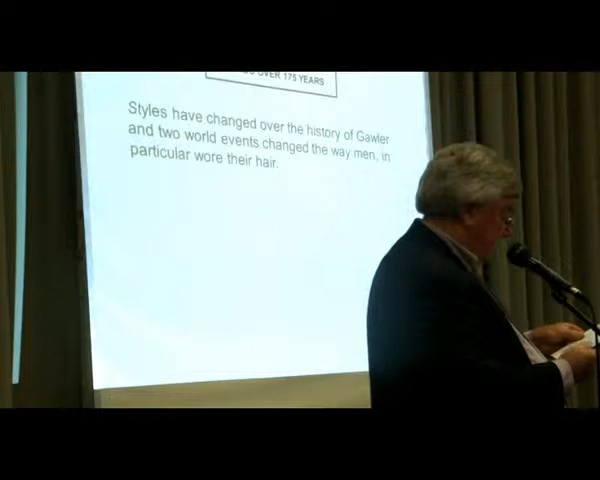 OVER 175 YEARS
Styles have changed over the history of Gawler
and two world events changed the way men, in
particular wore their hair.